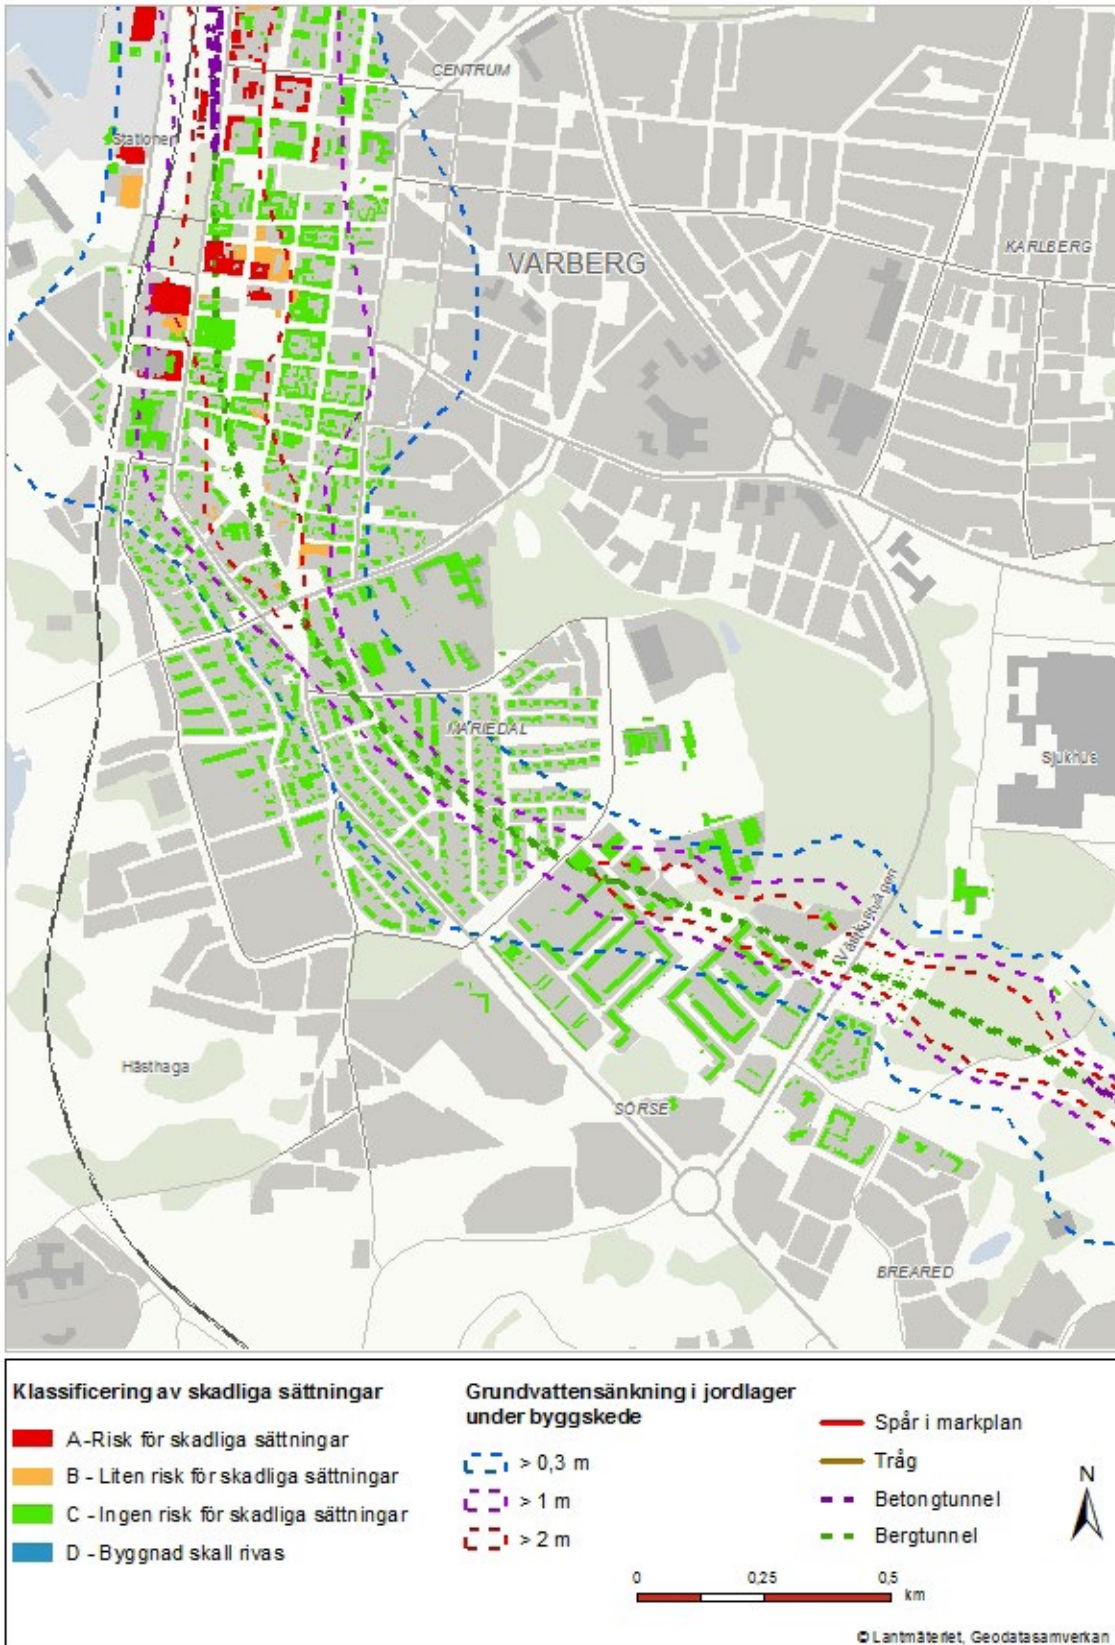 CENTRUM
Stationen
KARLBERG
VARBERG
MARIEDAL
Sjukhus
Västkustvägen
Hästhaga
SÖRSE
BREARED
Klassificering av skadliga sättningar
A-Risk för skadliga sättningar
B - Liten risk för skadliga sättningar
C - Ingen risk för skadliga sättningar
D - Byggnad skall rivas
Grundvattensänkning i jordlager
under byggskede
> 0,3 m
> 1 m
> 2 m
Spår i markplan
Tråg
Betongtunnel
Bergtunnel
N
0 0,25 0,5
km
© Lantmäteriet, Geodatasamverkan